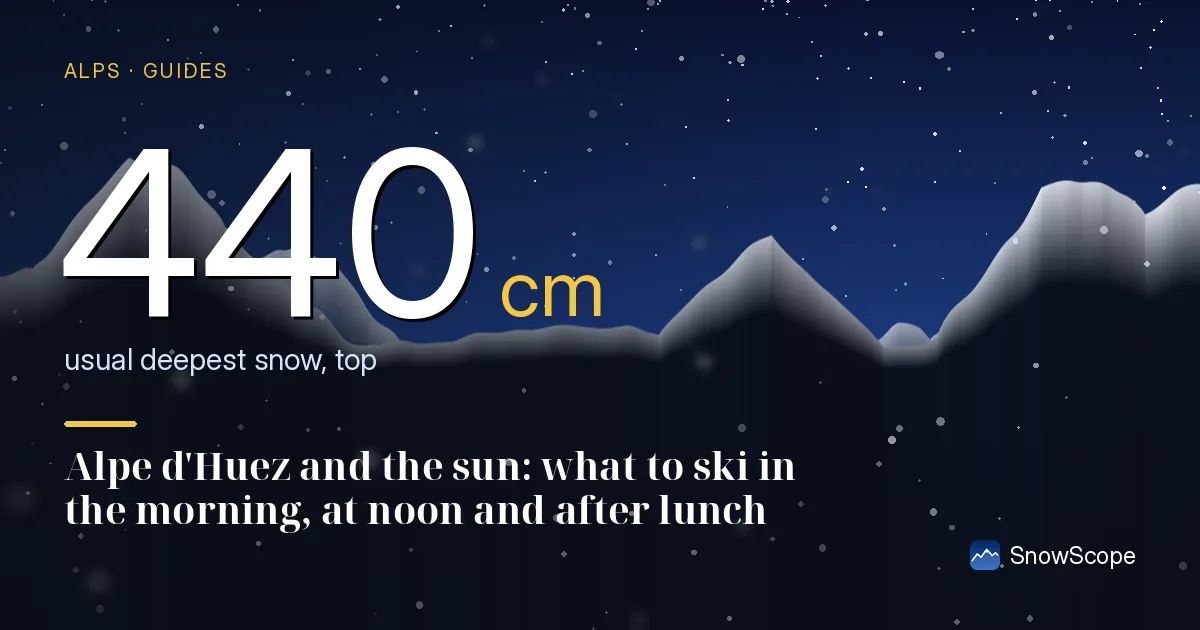 ALPS · GUIDES
440 cm
usual deepest snow, top
Alpe d'Huez and the sun: what to ski in
the morning, at noon and after lunch
SnowScope